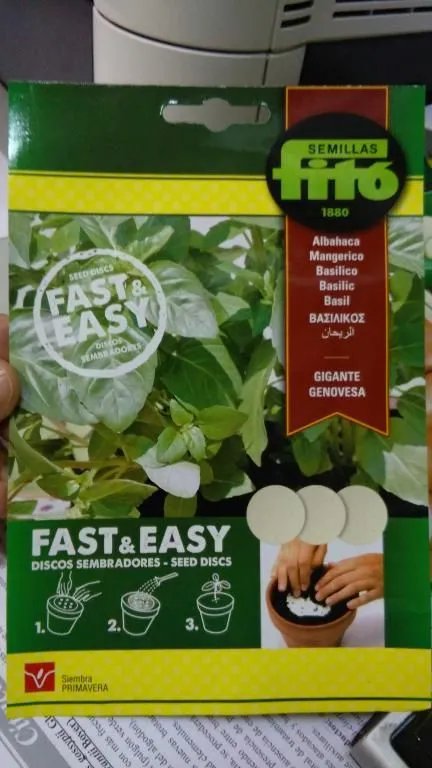 SEMILLAS
fitó
1880
Albahaca
Mangerico
Basilico
Basilic
Basil
ΒΑΣΙΛΙΚΟΣ
الريحان
GIGANTE
GENOVESA
SEED DISCS
FAST &
EASY
DISCOS
SEMBRADORES
FAST & EASY
DISCOS SEMBRADORES - SEED DISCS
1.
2.
3.
Siembra
PRIMAVERA